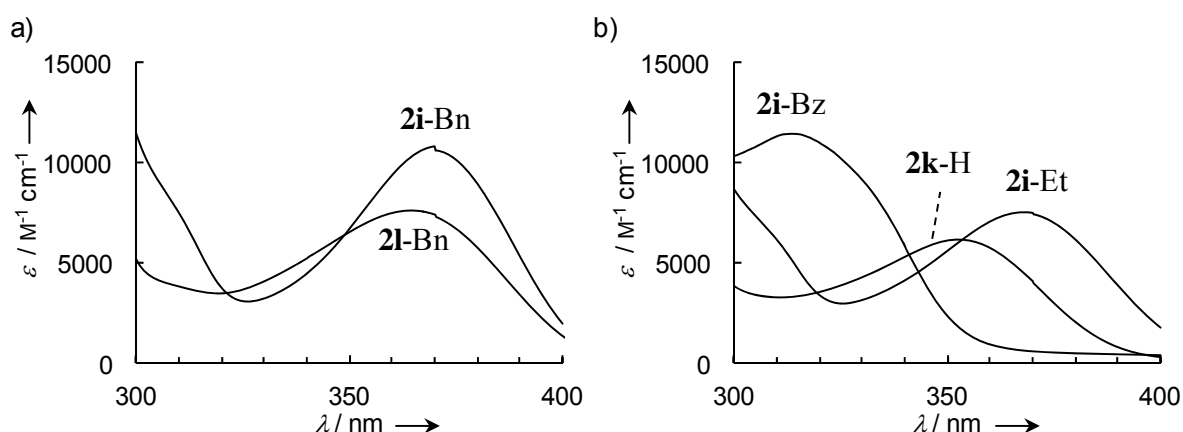 a)
15000
10000
5000
0
ε / M⁻¹ cm⁻¹
300
350
400
λ / nm
2i-Bn
2l-Bn
b)
15000
10000
5000
0
ε / M⁻¹ cm⁻¹
300
350
400
λ / nm
2i-Bz
2k-H
2i-Et